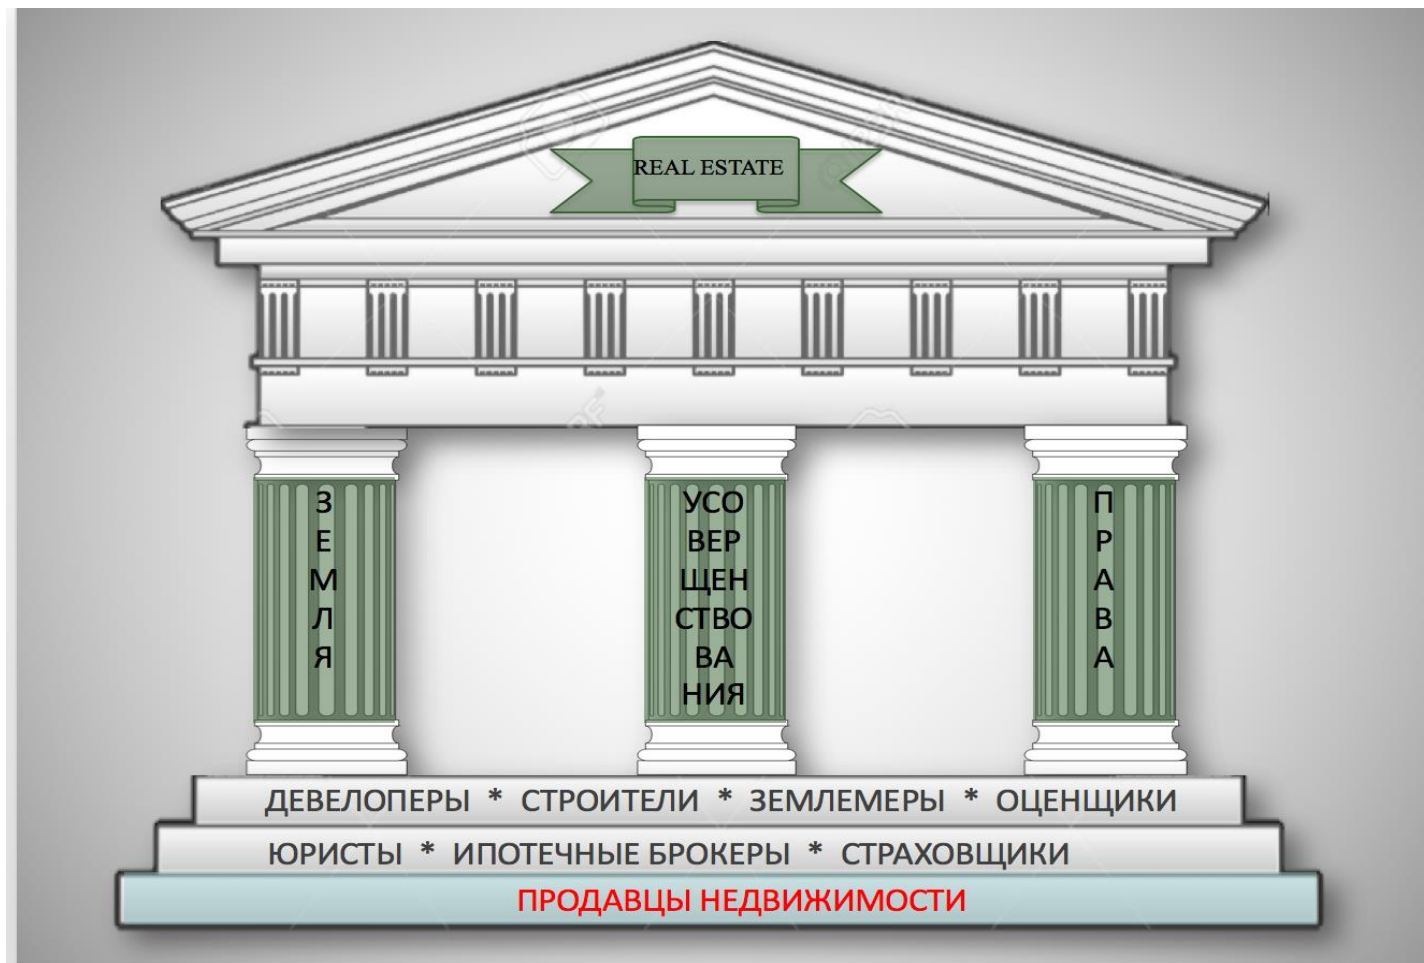 REAL ESTATE
З
Е
М
Л
Я
УСО
ВЕР
ЩЕН
СТВО
ВА
НИЯ
П
Р
А
В
А
ДЕВЕЛОПЕРЫ * СТРОИТЕЛИ * ЗЕМЛЕМЕРЫ * ОЦЕНЩИКИ
ЮРИСТЫ * ИПОТЕЧНЫЕ БРОКЕРЫ * СТРАХОВЩИКИ
ПРОДАВЦЫ НЕДВИЖИМОСТИ